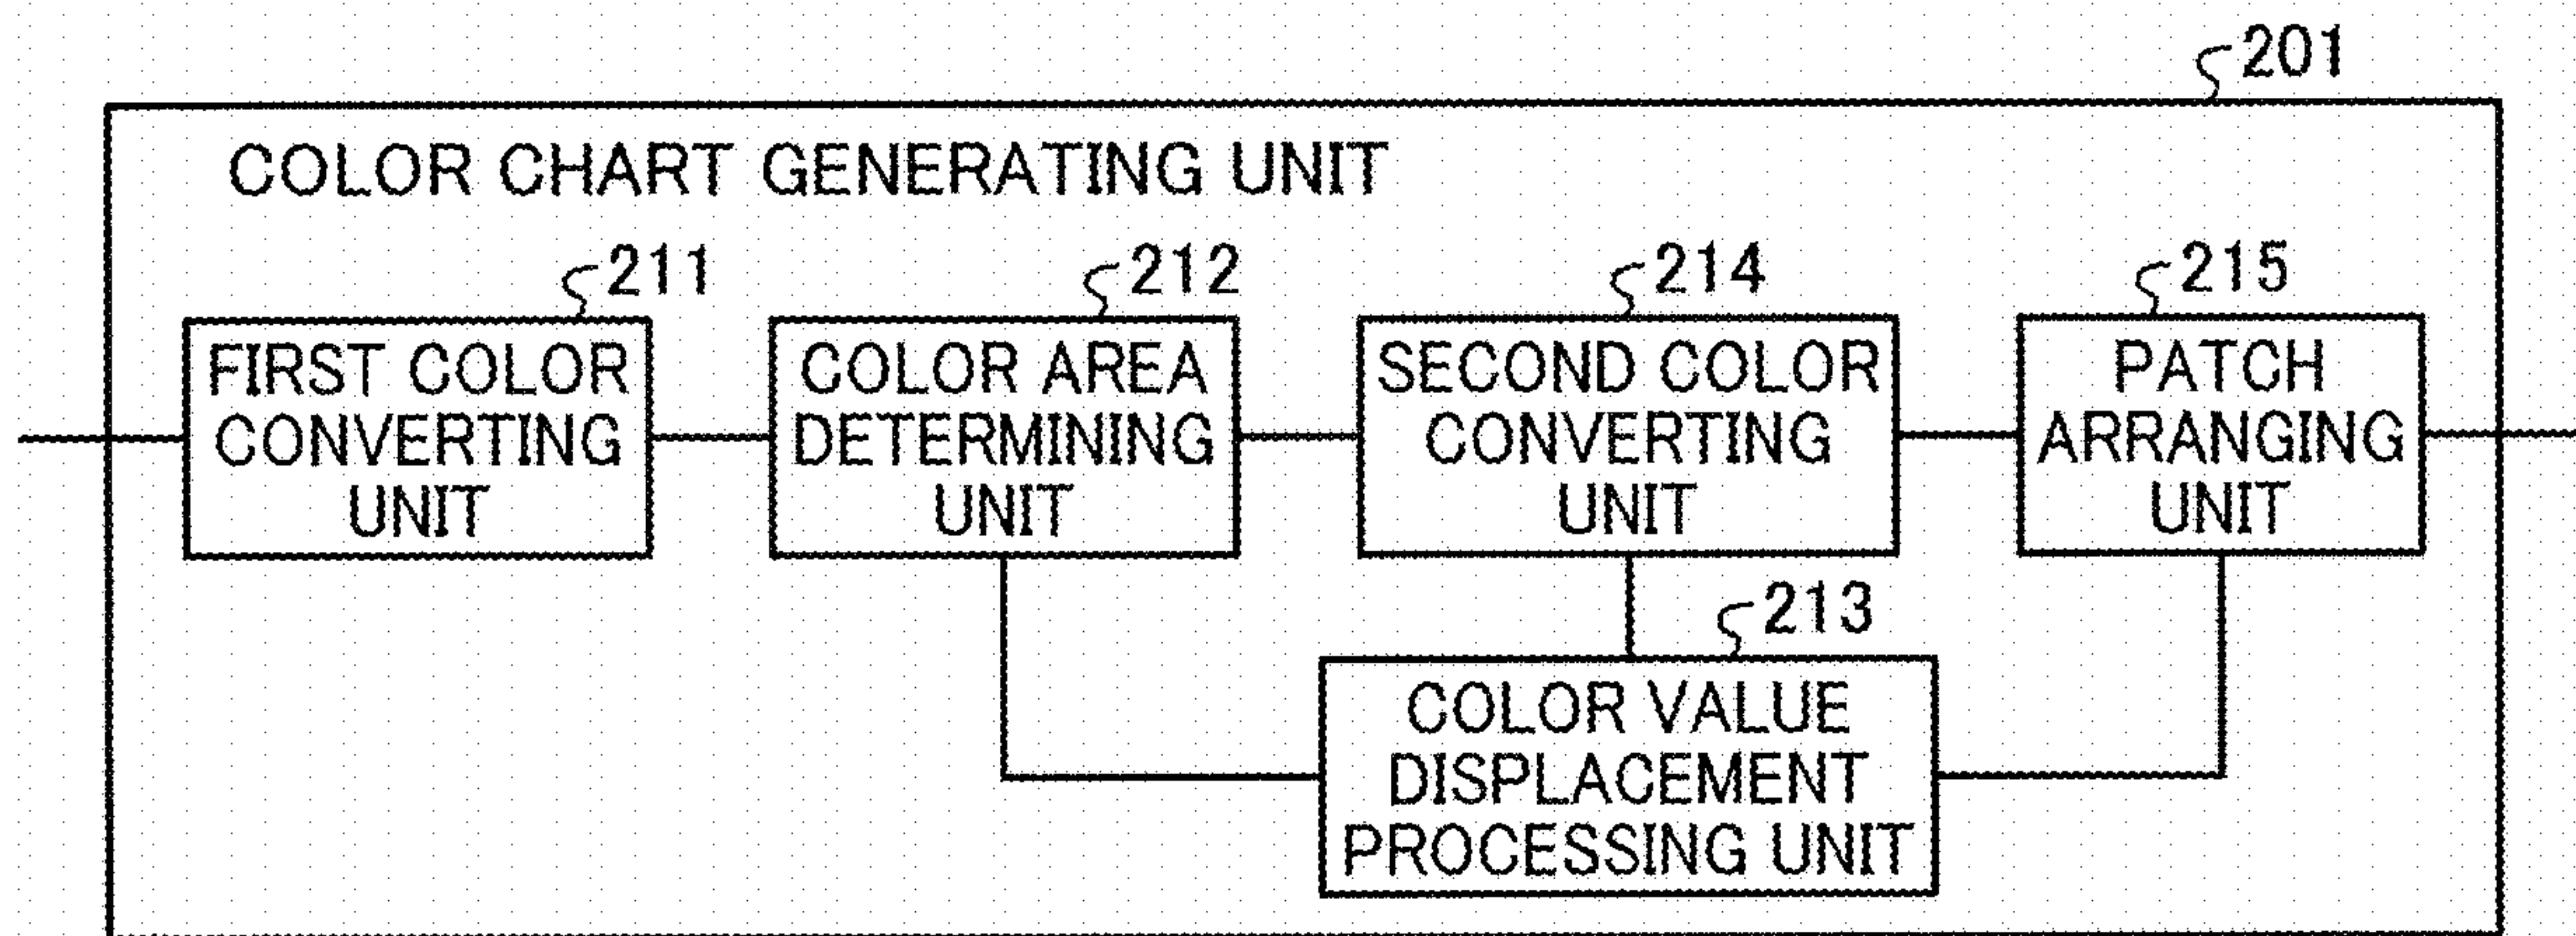 201
COLOR CHART GENERATING UNIT
211
FIRST COLOR
CONVERTING
UNIT
212
COLOR AREA
DETERMINING
UNIT
214
SECOND COLOR
CONVERTING
UNIT
215
PATCH
ARRANGING
UNIT
213
COLOR VALUE
DISPLACEMENT
PROCESSING UNIT